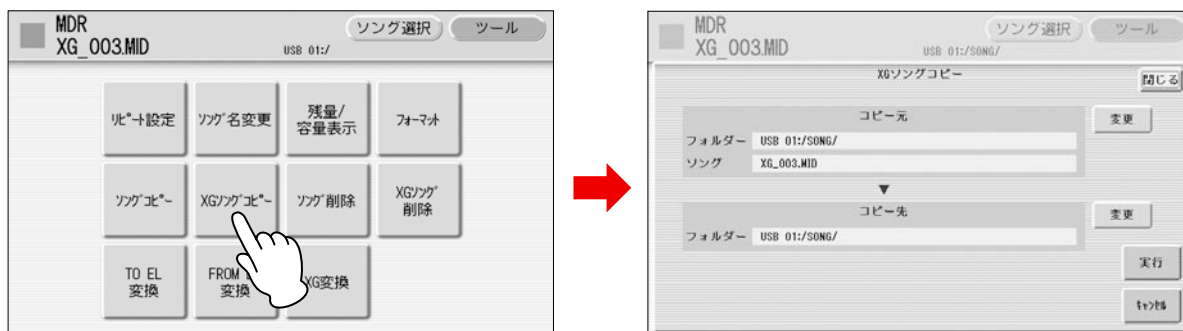 MDR
XG_003.MID
USB 01:/
ソング選択
ツール
リピート設定
ソング名変更
残量/
容量表示
フォーマット
ソングコピー
XGソングコピー
ソング削除
XGソング
削除
TO EL
変換
FROM
変換
XG変換
MDR
XG_003.MID
USB 01:/SONG/
ソング選択
ツール
XGソングコピー
閉じる
コピー元
変更
フォルダー USB 01:/SONG/
ソング XG_003.MID
▼
コピー先
変更
フォルダー USB 01:/SONG/
実行
キャンセル